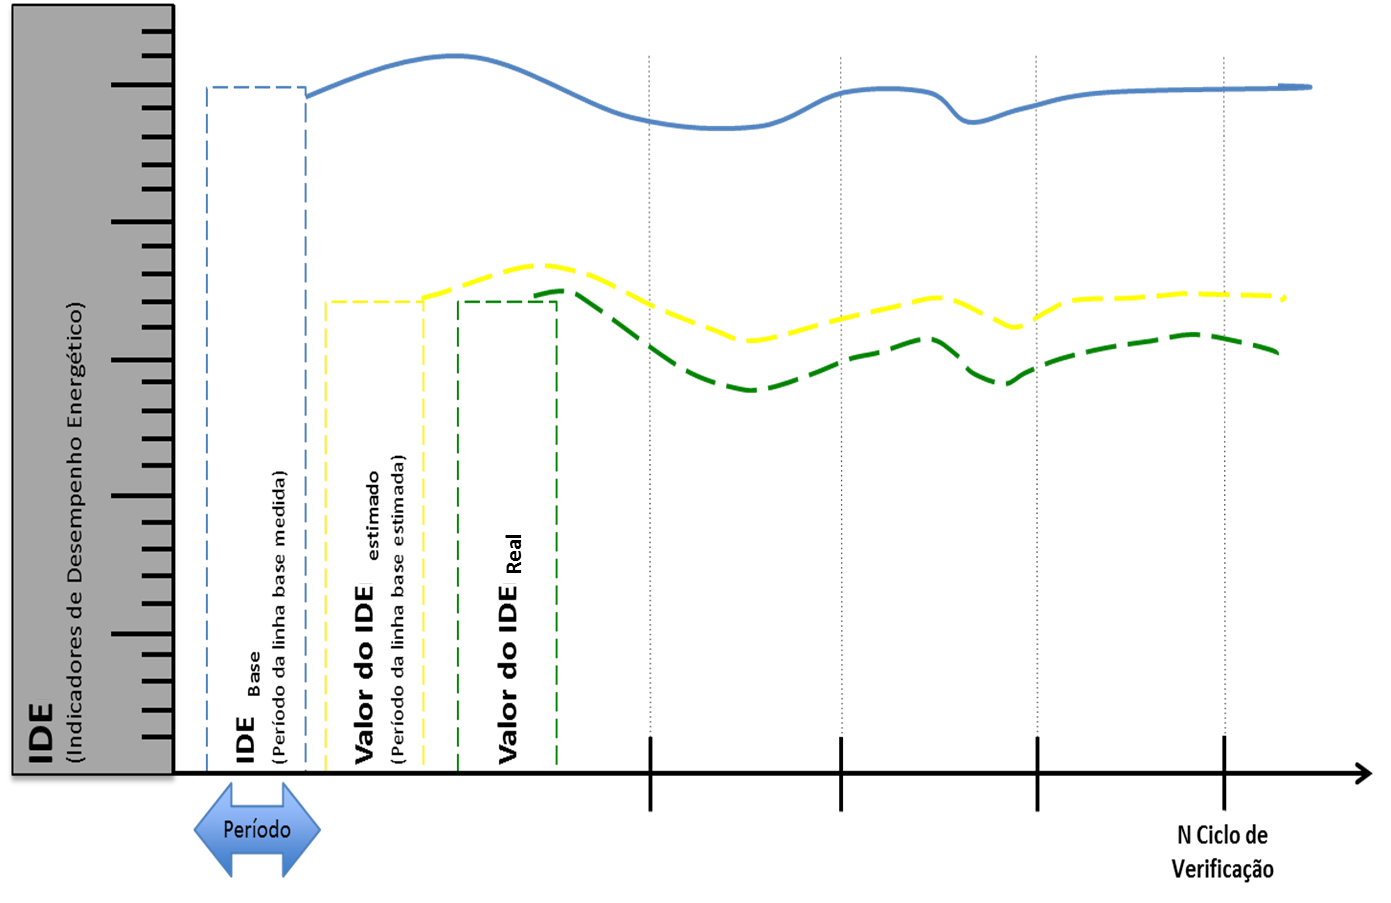 IDE
(Indicadores de Desempenho Energético)
IDE Base
(Período da linha base medida)
Valor do IDE estimado
(Período da linha base estimada)
Valor do IDE Real
Período
N Ciclo de
Verificação